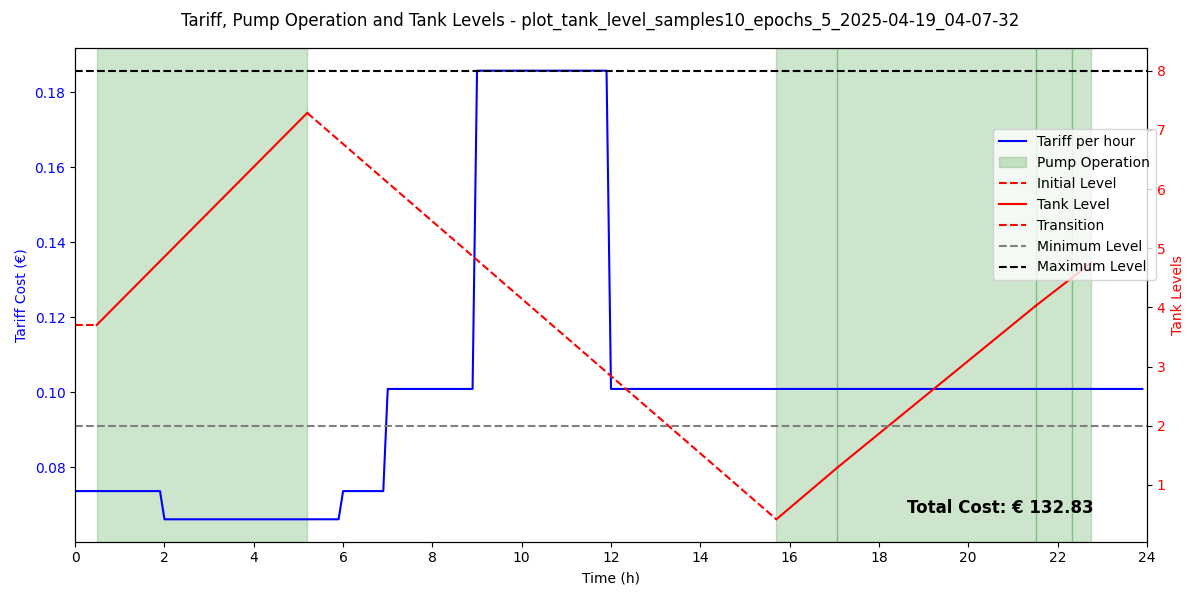 Tariff, Pump Operation and Tank Levels - plot_tank_level_samples10_epochs_5_2025-04-19_04-07-32
Tariff Cost (€)
0.18
0.16
0.14
0.12
0.10
0.08
8
7
6
5
4
3
2
1
Tank Levels
Tariff per hour
Pump Operation
Initial Level
Tank Level
Transition
Minimum Level
Maximum Level
Total Cost: € 132.83
0 2 4 6 8 10 12 14 16 18 20 22 24
Time (h)